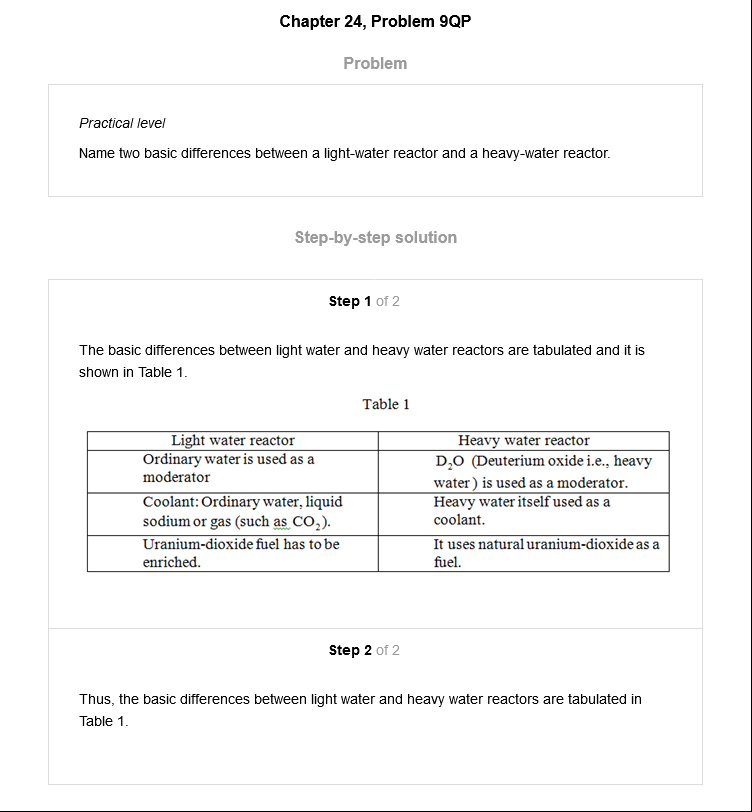 Chapter 24, Problem 9QP
Problem
Practical level
Name two basic differences between a light-water reactor and a heavy-water reactor.
Step-by-step solution
Step 1 of 2
The basic differences between light water and heavy water reactors are tabulated and it is
shown in Table 1.
Table 1
Light water reactor
Heavy water reactor
Ordinary water is used as a
moderator
D₂O (Deuterium oxide i.e., heavy
water) is used as a moderator.
Coolant: Ordinary water, liquid
sodium or gas (such as CO₂).
Heavy water itself used as a
coolant.
Uranium-dioxide fuel has to be
enriched.
It uses natural uranium-dioxide as a
fuel.
Step 2 of 2
Thus, the basic differences between light water and heavy water reactors are tabulated in
Table 1.